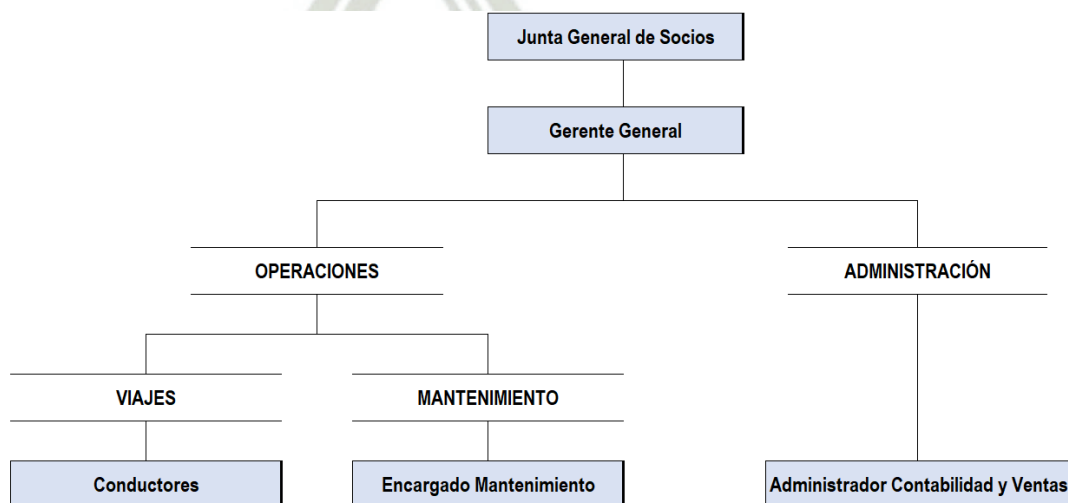 Junta General de Socios
Gerente General
OPERACIONES
ADMINISTRACIÓN
VIAJES
MANTENIMIENTO
Conductores
Encargado Mantenimiento
Administrador Contabilidad y Ventas